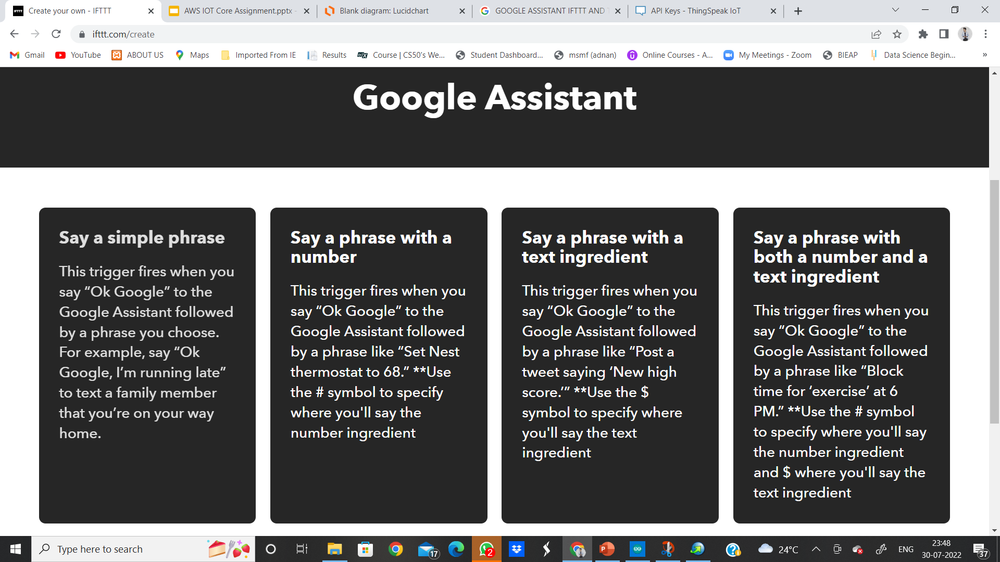 Create your own - IFTTT
AWS IOT Core Assignment.pptx -
Blank diagram: Lucidchart
GOOGLE ASSISTANT IFTTT AND
API Keys - ThingSpeak IoT
ifttt.com/create
Gmail
YouTube
ABOUT US
Maps
Imported From IE
Results
Course | CS50's We...
Student Dashboard...
msmf (adnan)
Online Courses - A...
My Meetings - Zoom
BIEAP
Data Science Begin...
»
Google Assistant
Say a simple phrase
This trigger fires when you
say “Ok Google” to the
Google Assistant followed
by a phrase you choose.
For example, say “Ok
Google, I’m running late”
to text a family member
that you’re on your way
home.
Say a phrase with a
number
This trigger fires when you
say “Ok Google” to the
Google Assistant followed
by a phrase like “Set Nest
thermostat to 68.” **Use
the # symbol to specify
where you'll say the
number ingredient
Say a phrase with a
text ingredient
This trigger fires when you
say “Ok Google” to the
Google Assistant followed
by a phrase like “Post a
tweet saying ‘New high
score.’” **Use the $
symbol to specify where
you'll say the text
ingredient
Say a phrase with
both a number and a
text ingredient
This trigger fires when you
say “Ok Google” to the
Google Assistant followed
by a phrase like “Block
time for ‘exercise’ at 6
PM.” **Use the # symbol
to specify where you'll say
the number ingredient
and $ where you'll say the
text ingredient
Type here to search
17
2
24°C
ENG
23:48
30-07-2022
37